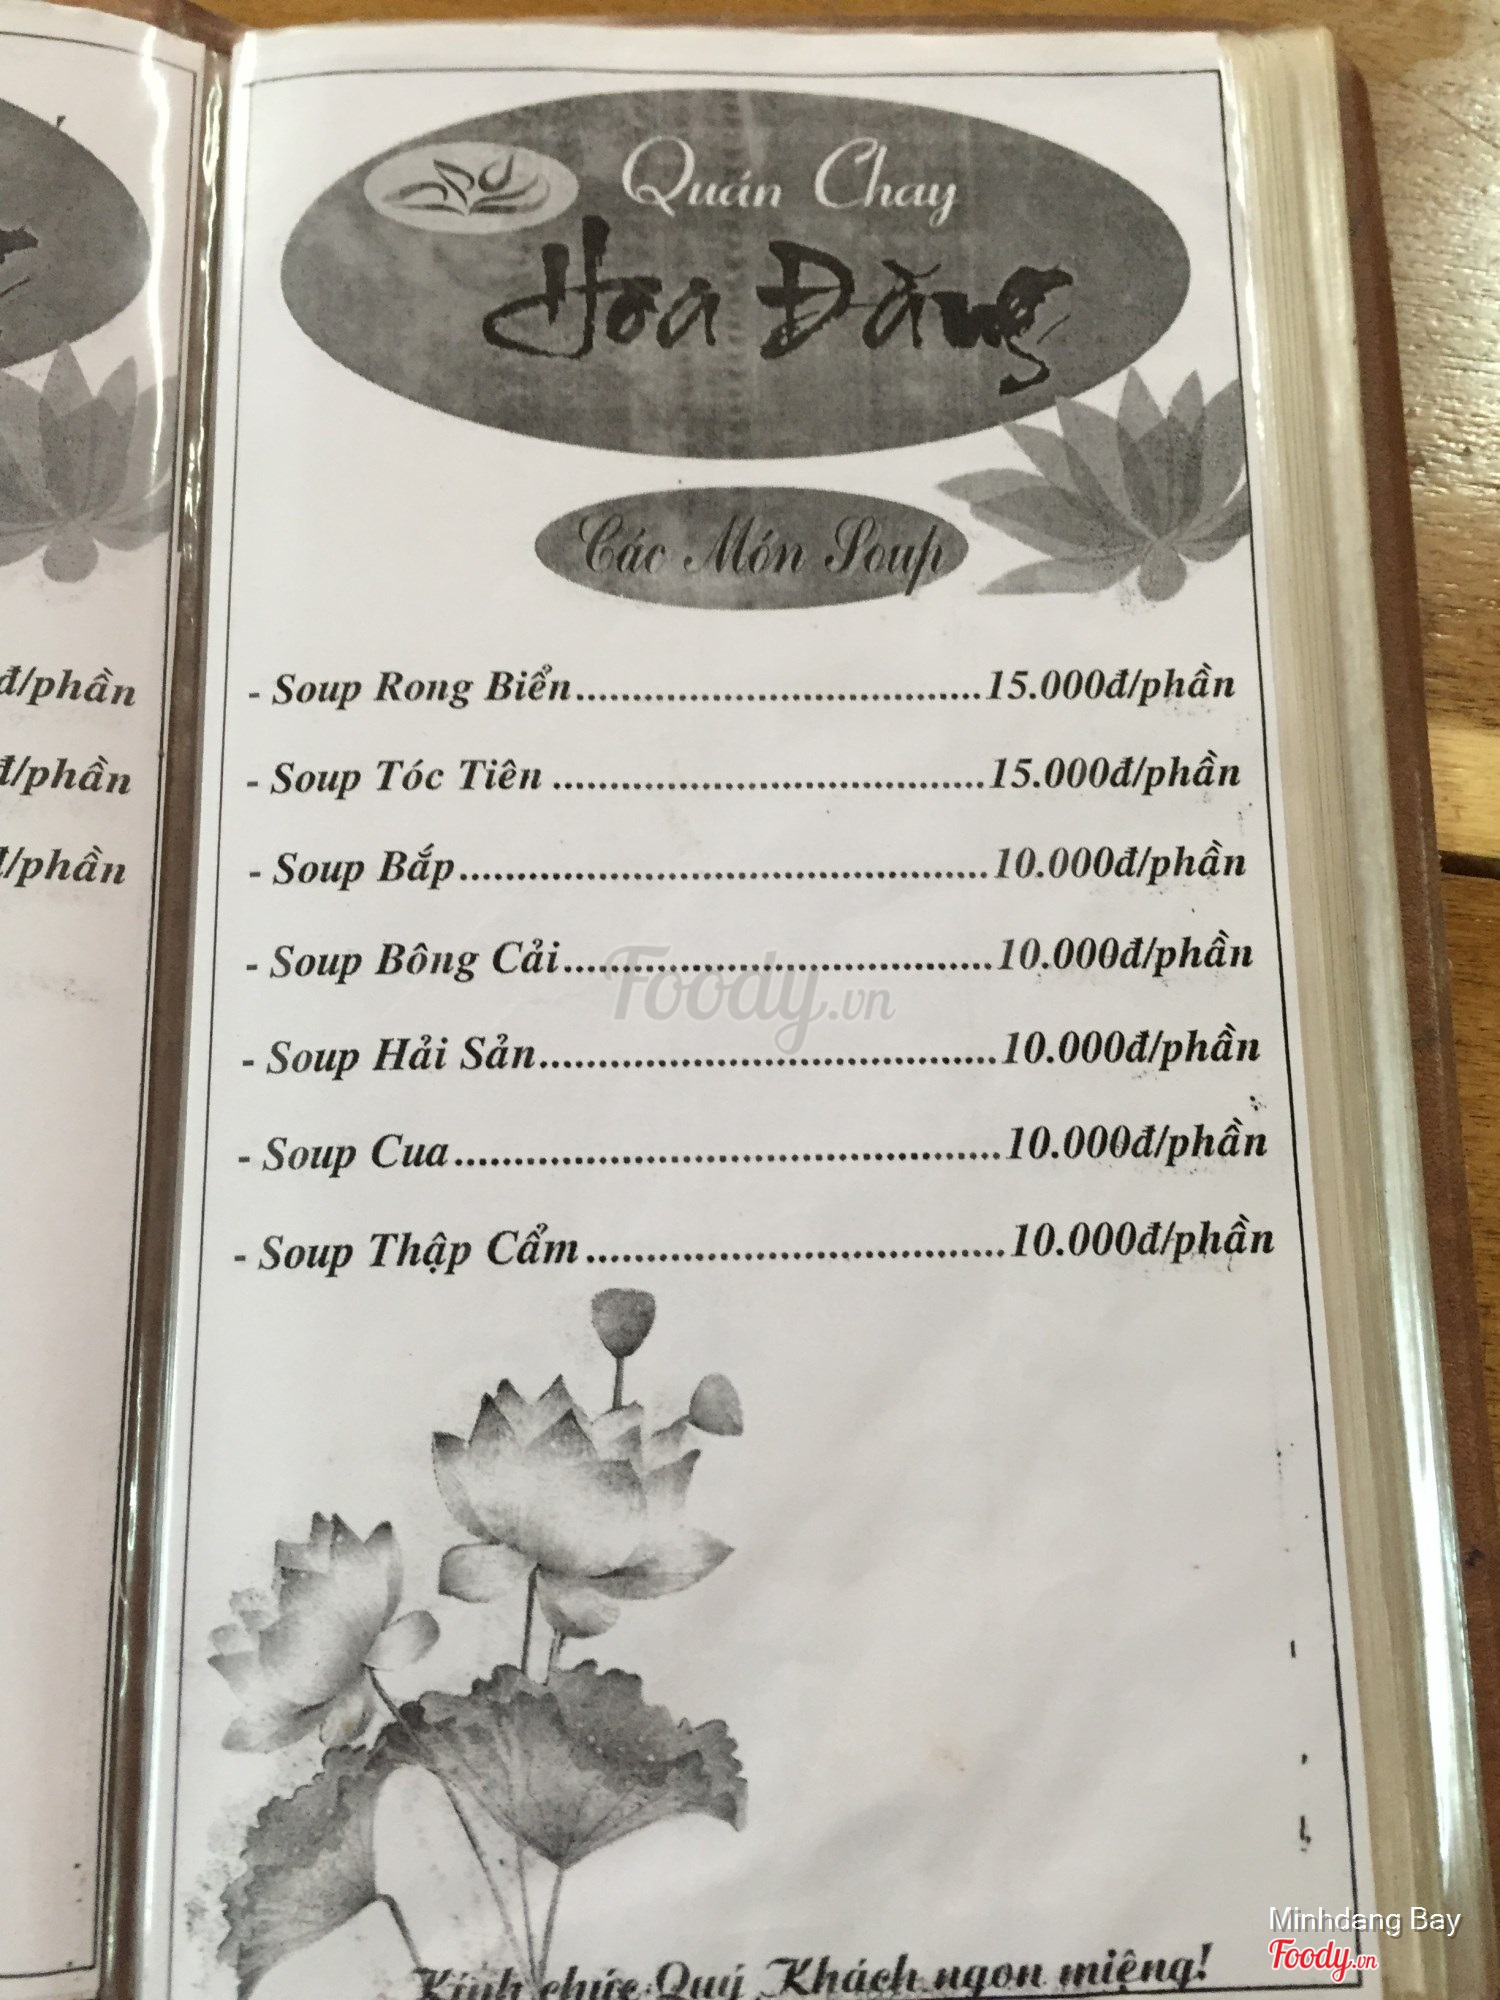 Quán Chay
Hoa Đăng
Các Món Soup
đ/phần
đ/phần
đ/phần
- Soup Rong Biển...................................15.000đ/phần
- Soup Tóc Tiên .....................................15.000đ/phần
- Soup Bắp.............................................10.000đ/phần
- Soup Bông Cải.....................................10.000đ/phần
- Soup Hải Sản.......................................10.000đ/phần
- Soup Cua..............................................10.000đ/phần
- Soup Thập Cẩm...................................10.000đ/phần
Foody.vn
Kính chúc Quý Khách ngon miệng!
Minhdang Bay
Foody.vn